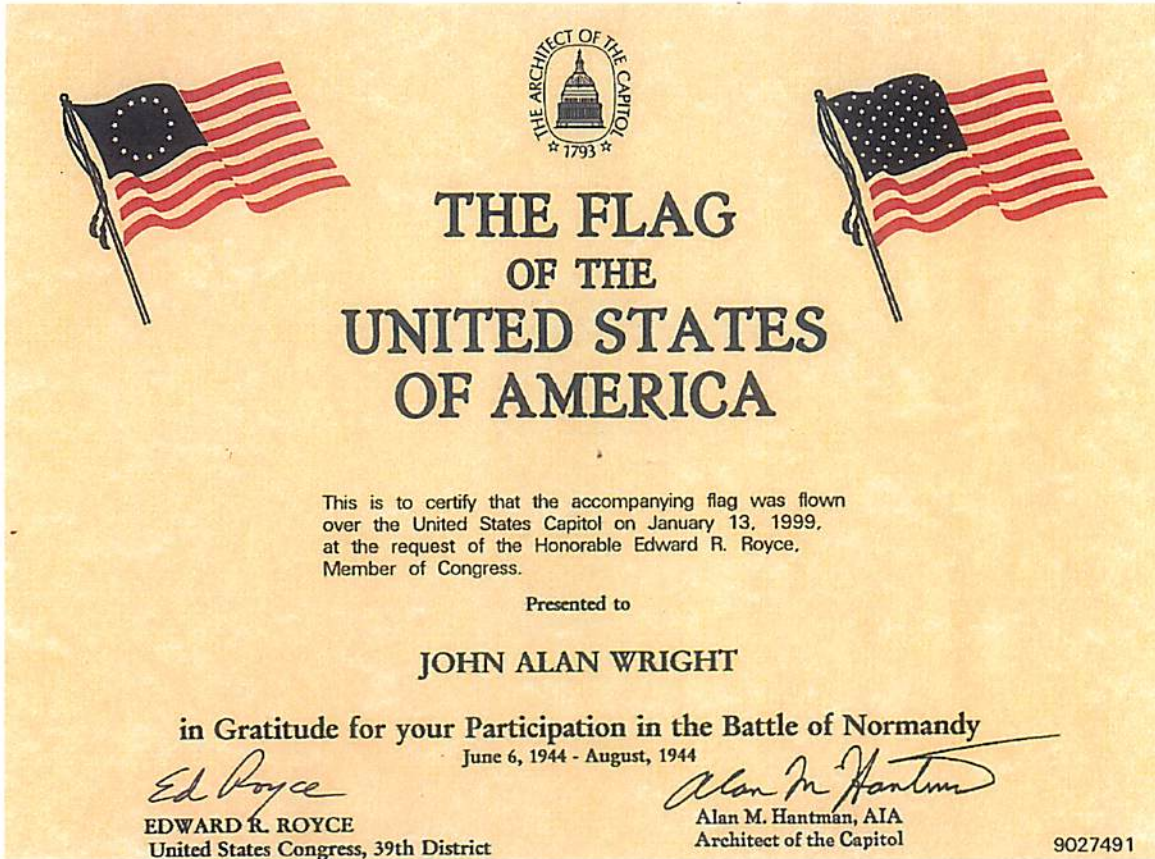 THE ARCHITECT OF THE CAPITOL
1793
THE FLAG
OF THE
UNITED STATES
OF AMERICA
This is to certify that the accompanying flag was flown
over the United States Capitol on January 13, 1999,
at the request of the Honorable Edward R. Royce,
Member of Congress.
Presented to
JOHN ALAN WRIGHT
in Gratitude for your Participation in the Battle of Normandy
June 6, 1944 - August, 1944
Ed Royce
Alan M Hantman
EDWARD R. ROYCE
United States Congress, 39th District
Alan M. Hantman, AIA
Architect of the Capitol
9027491